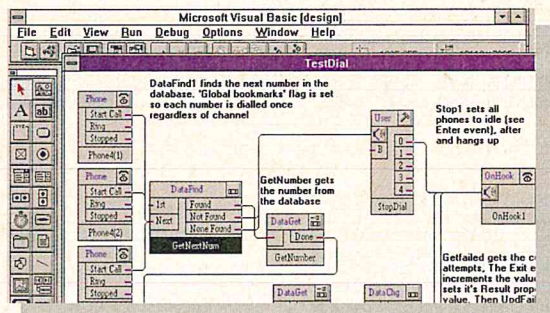 Microsoft Visual Basic [design]
File Edit View Run Debug Options Window Help
TestDial
DataFind1 finds the next number in the
database. 'Global bookmarks' flag is set
so each number is dialled once
regardless of channel
Phone
Start Call
Ring
Stopped
Phone4(1)
Phone
Start Call
Ring
Stopped
Phone4(2)
Phone
Start Call
Ring
Stopped
DataFind
1st
Next
Found
Not Found
None Found
GetNextNum
GetNumber gets
the number from
the database
DataGet
Done
GetNumber
User
B
0
1
2
3
4
StopDial
Stop1 sets all
phones to idle (see
Enter event), after
and hangs up
OnHook
OnHook1
Getfailed gets the
attempts, The Exit
increments the
sets it's Result
value. Then
DataGet
DataChg
A
ab